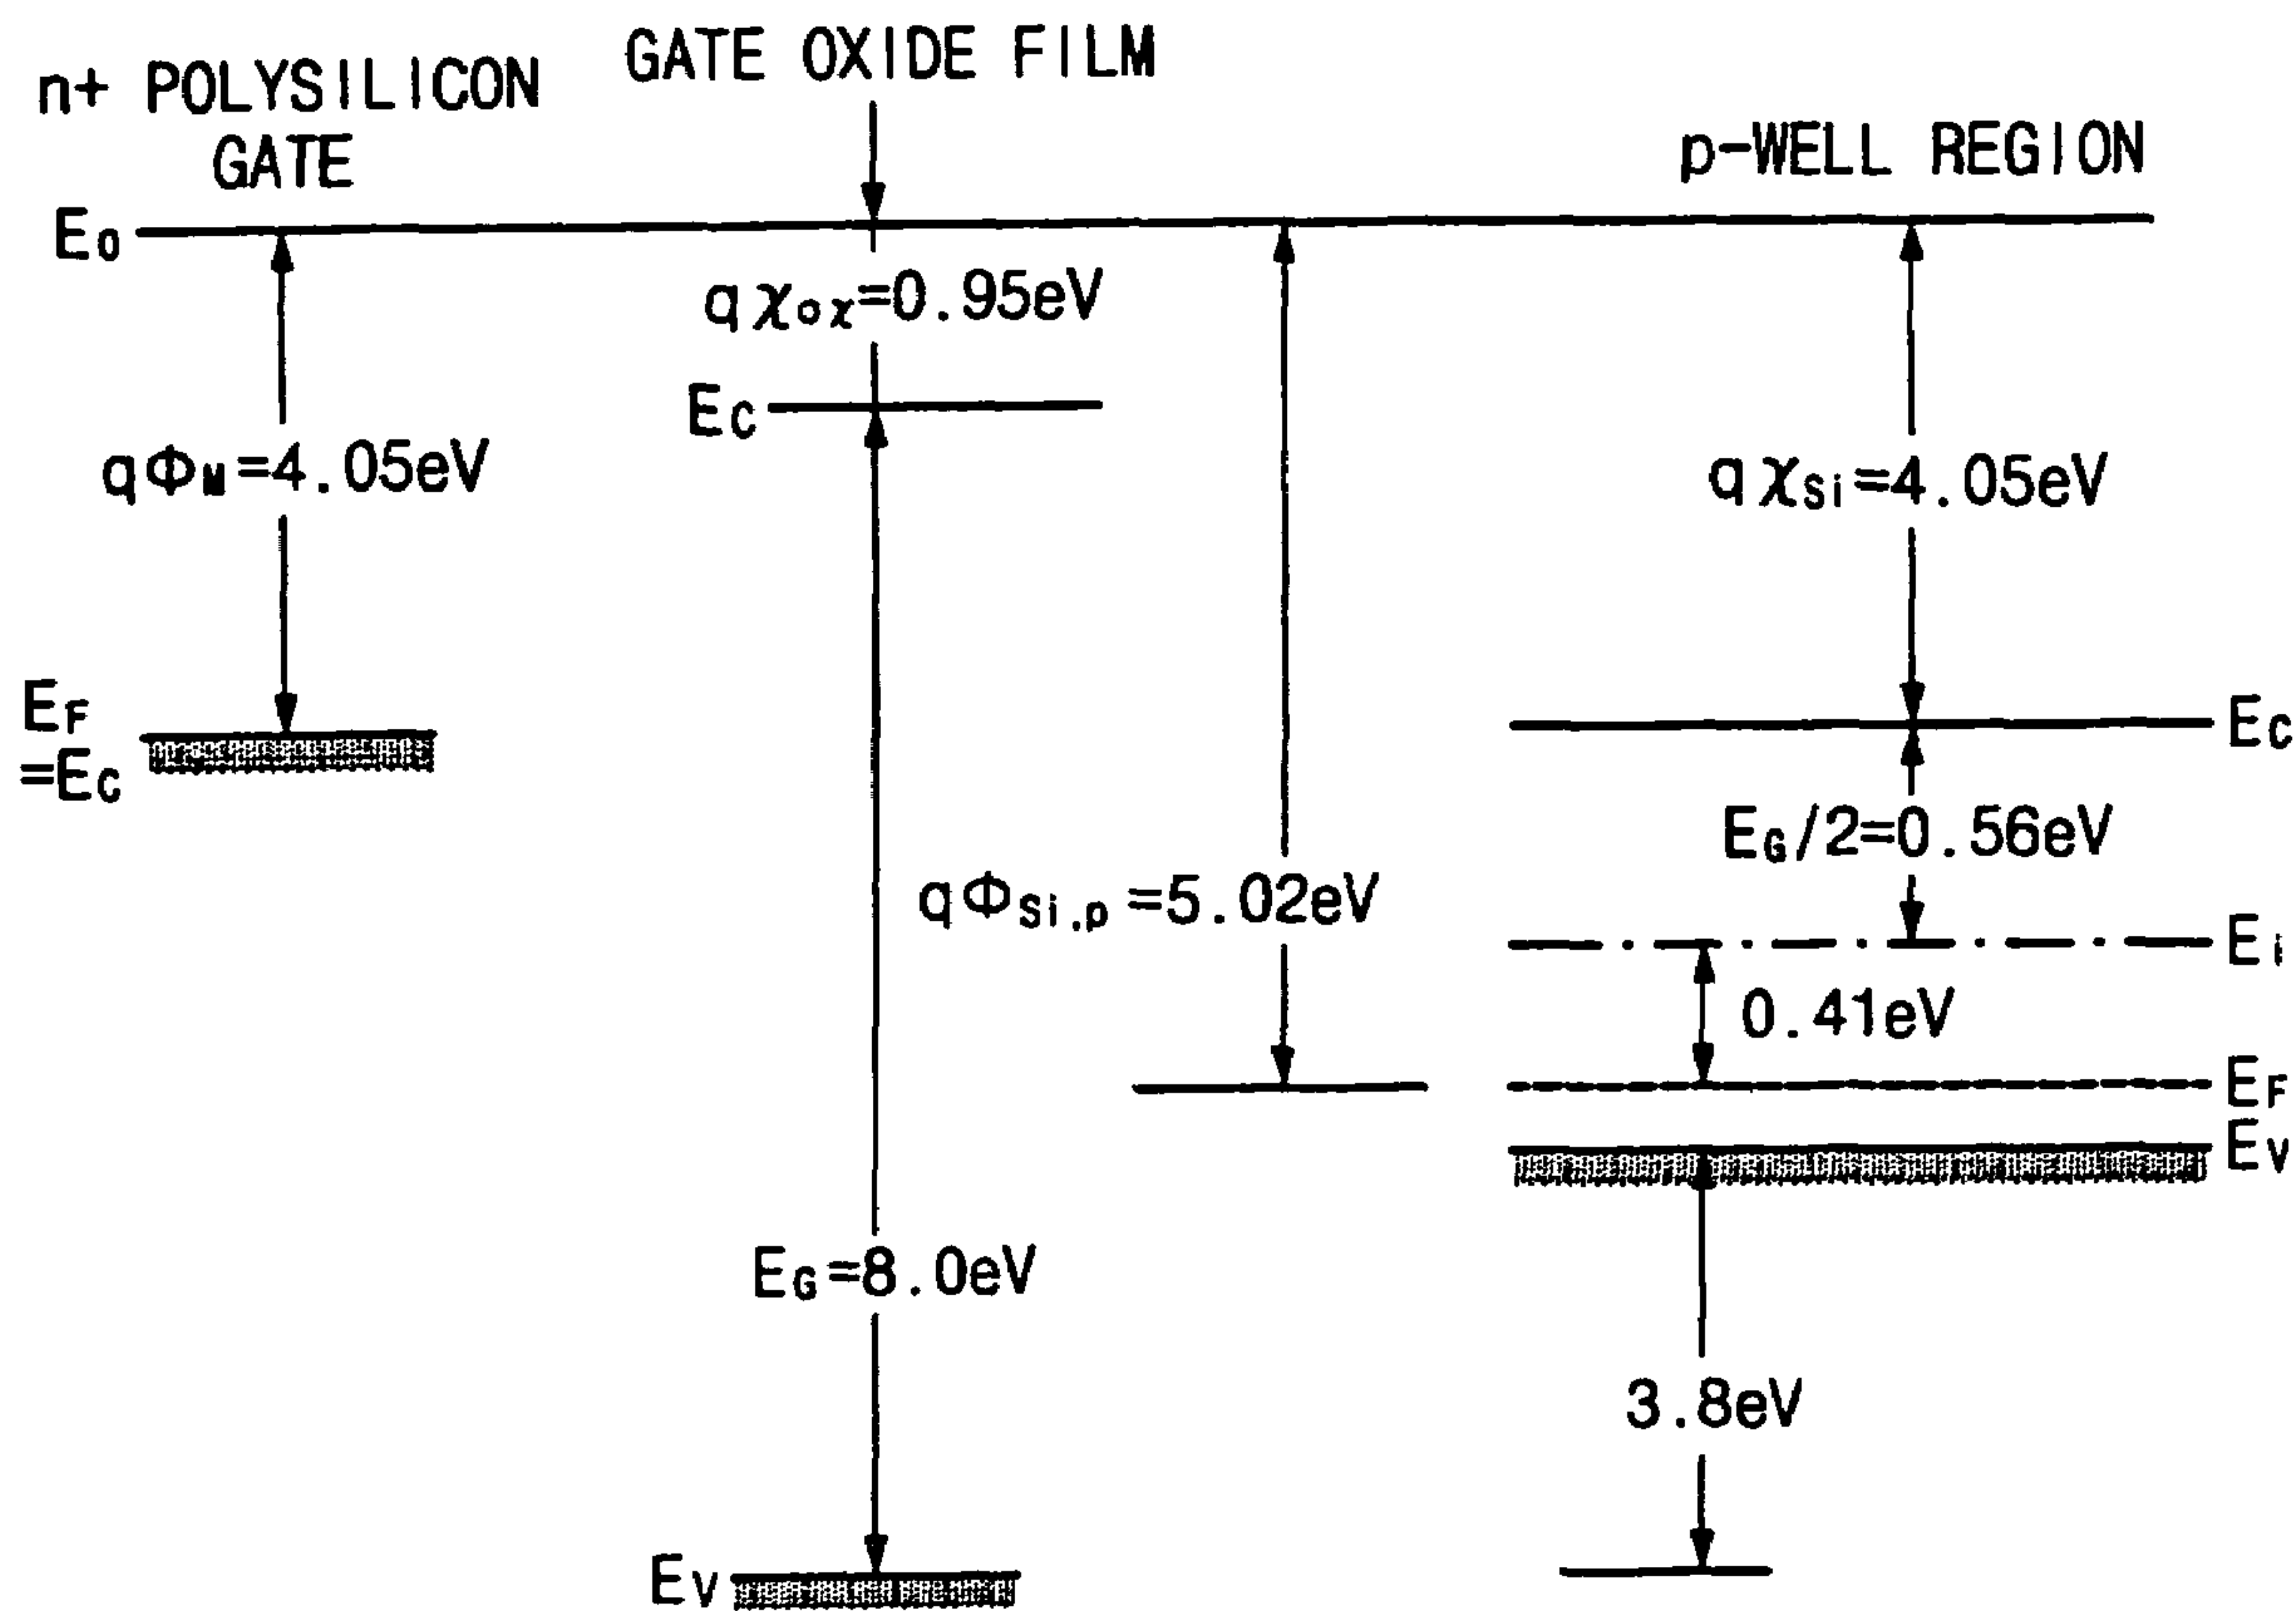 n+ POLYSILICON
GATE
GATE OXIDE FILM
p-WELL REGION
E0
qχox=0.95eV
EC
qΦM=4.05eV
qχSi=4.05eV
EF
=EC
EC
EG/2=0.56eV
qΦSi,p=5.02eV
Ei
0.41eV
EF
EV
EG=8.0eV
3.8eV
EV